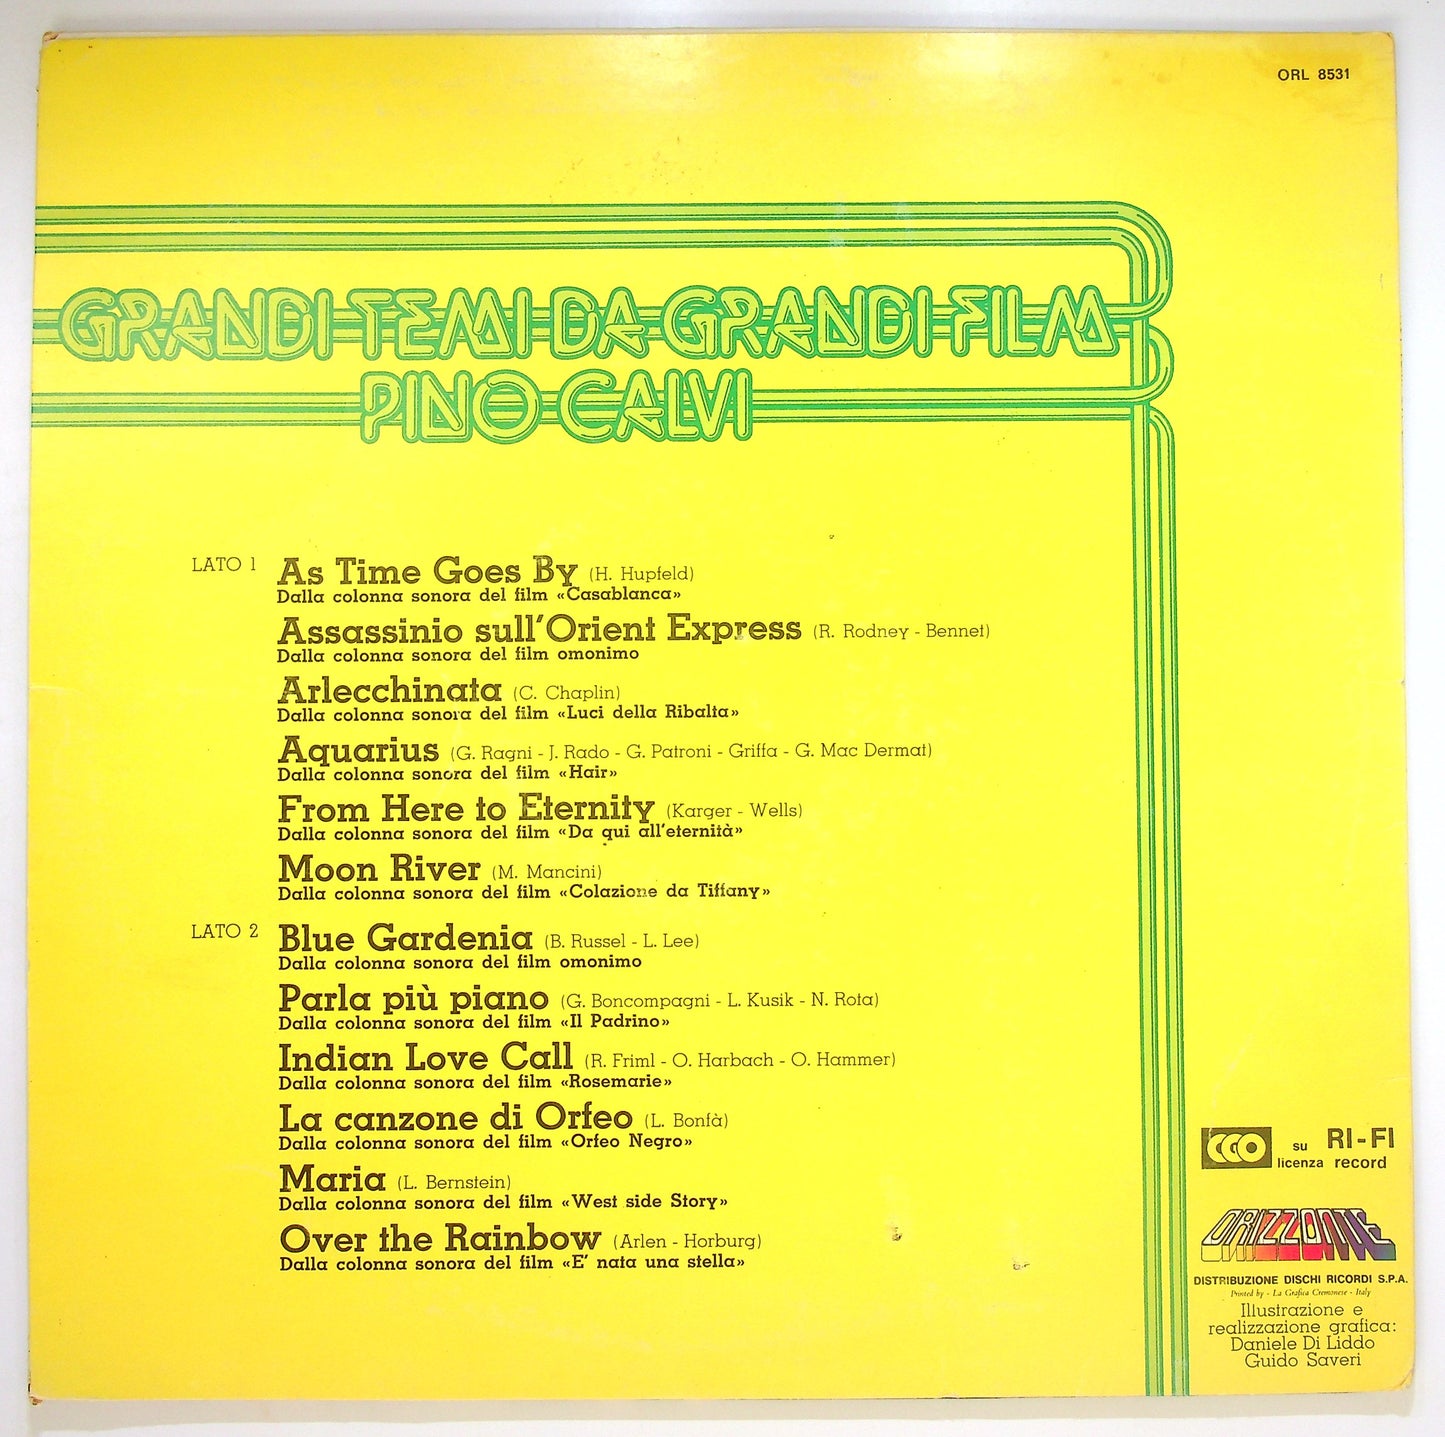 ORL 8531
GRANDI TEMI DA GRANDI FILM
PINO CALVI
LATO 1 As Time Goes By (H. Hupfeld)
Dalla colonna sonora del film «Casablanca»
Assassinio sull'Orient Express (R. Rodney - Bennet)
Dalla colonna sonora del film omonimo
Arlecchinata (C. Chaplin)
Dalla colonna sonora del film «Luci della Ribalta»
Aquarius (G. Ragni - J. Rado - G. Patroni - Griffa - G. Mac Dermat)
Dalla colonna sonora del film «Hair»
From Here to Eternity (Karger - Wells)
Dalla colonna sonora del film «Da qui all'eternità»
Moon River (M. Mancini)
Dalla colonna sonora del film «Colazione da Tiffany»
LATO 2 Blue Gardenia (B. Russel - L. Lee)
Dalla colonna sonora del film omonimo
Parla più piano (G. Boncompagni - L. Kusik - N. Rota)
Dalla colonna sonora del film «Il Padrino»
Indian Love Call (R. Friml - O. Harbach - O. Hammer)
Dalla colonna sonora del film «Rosemarie»
La canzone di Orfeo (L. Bonfà)
Dalla colonna sonora del film «Orfeo Negro»
Maria (L. Bernstein)
Dalla colonna sonora del film «West side Story»
Over the Rainbow (Arlen - Horburg)
Dalla colonna sonora del film «E' nata una stella»
CGO su licenza RI-FI record
ORIZZONTE
DISTRIBUZIONE DISCHI RICORDI S.P.A.
Printed by - La Grafica Cremonese - Italy
Illustrazione e
realizzazione grafica:
Daniele Di Liddo
Guido Saveri